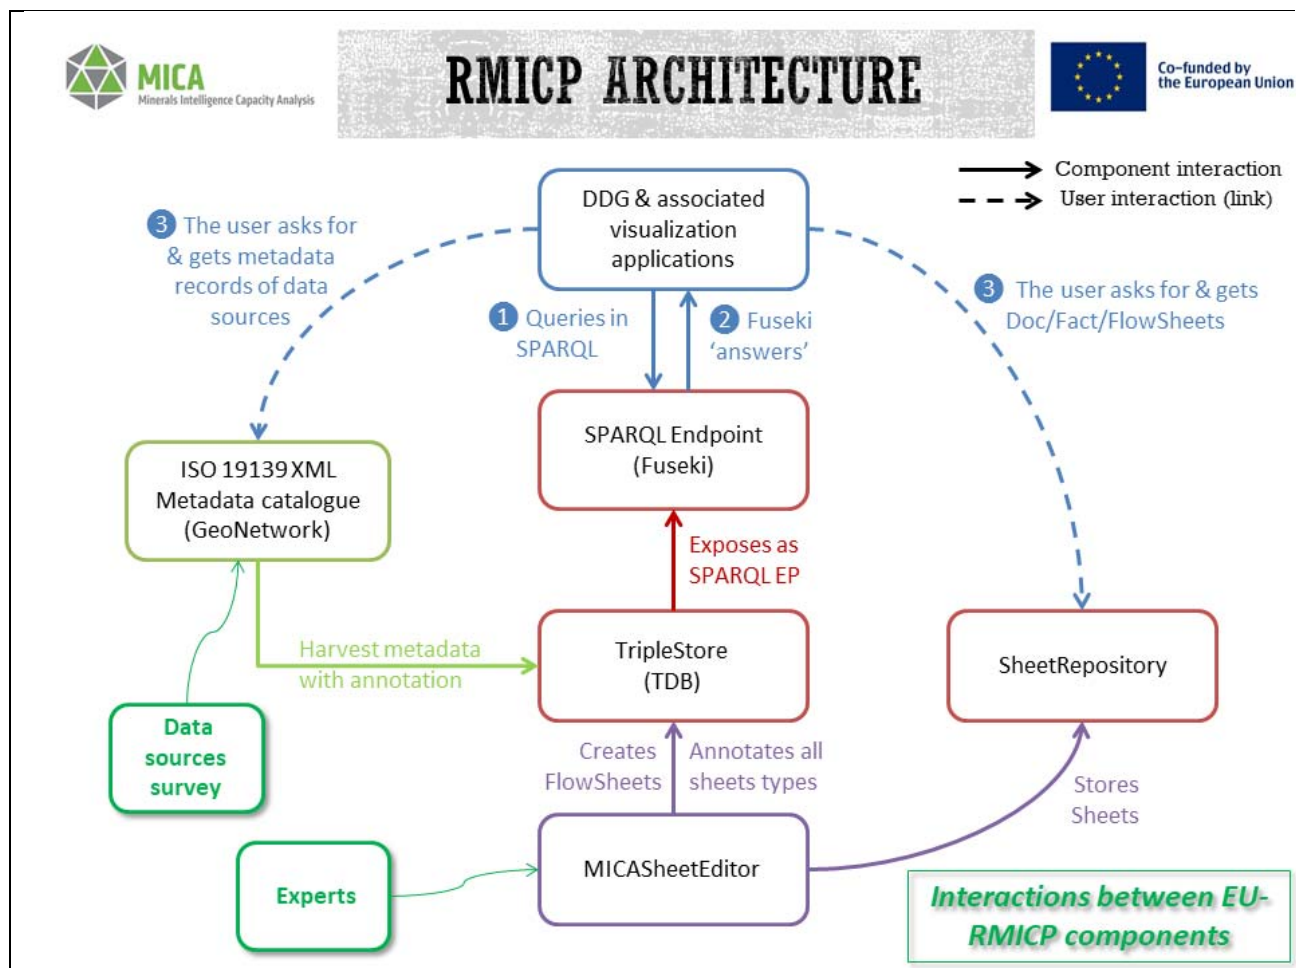 MICA
Minerals Intelligence Capacity Analysis
RMICP ARCHITECTURE
Co-funded by
the European Union
Component interaction
User interaction (link)
DDG & associated
visualization
applications
3 The user asks for
& gets metadata
records of data
sources
1 Queries in
SPARQL
2 Fuseki
‘answers’
3 The user asks for & gets
Doc/Fact/FlowSheets
SPARQL Endpoint
(Fuseki)
ISO 19139 XML
Metadata catalogue
(GeoNetwork)
Exposes as
SPARQL EP
Harvest metadata
with annotation
TripleStore
(TDB)
SheetRepository
Data
sources
survey
Creates
FlowSheets
Annotates all
sheets types
Stores
Sheets
MICASheetEditor
Experts
Interactions between EU-
RMICP components